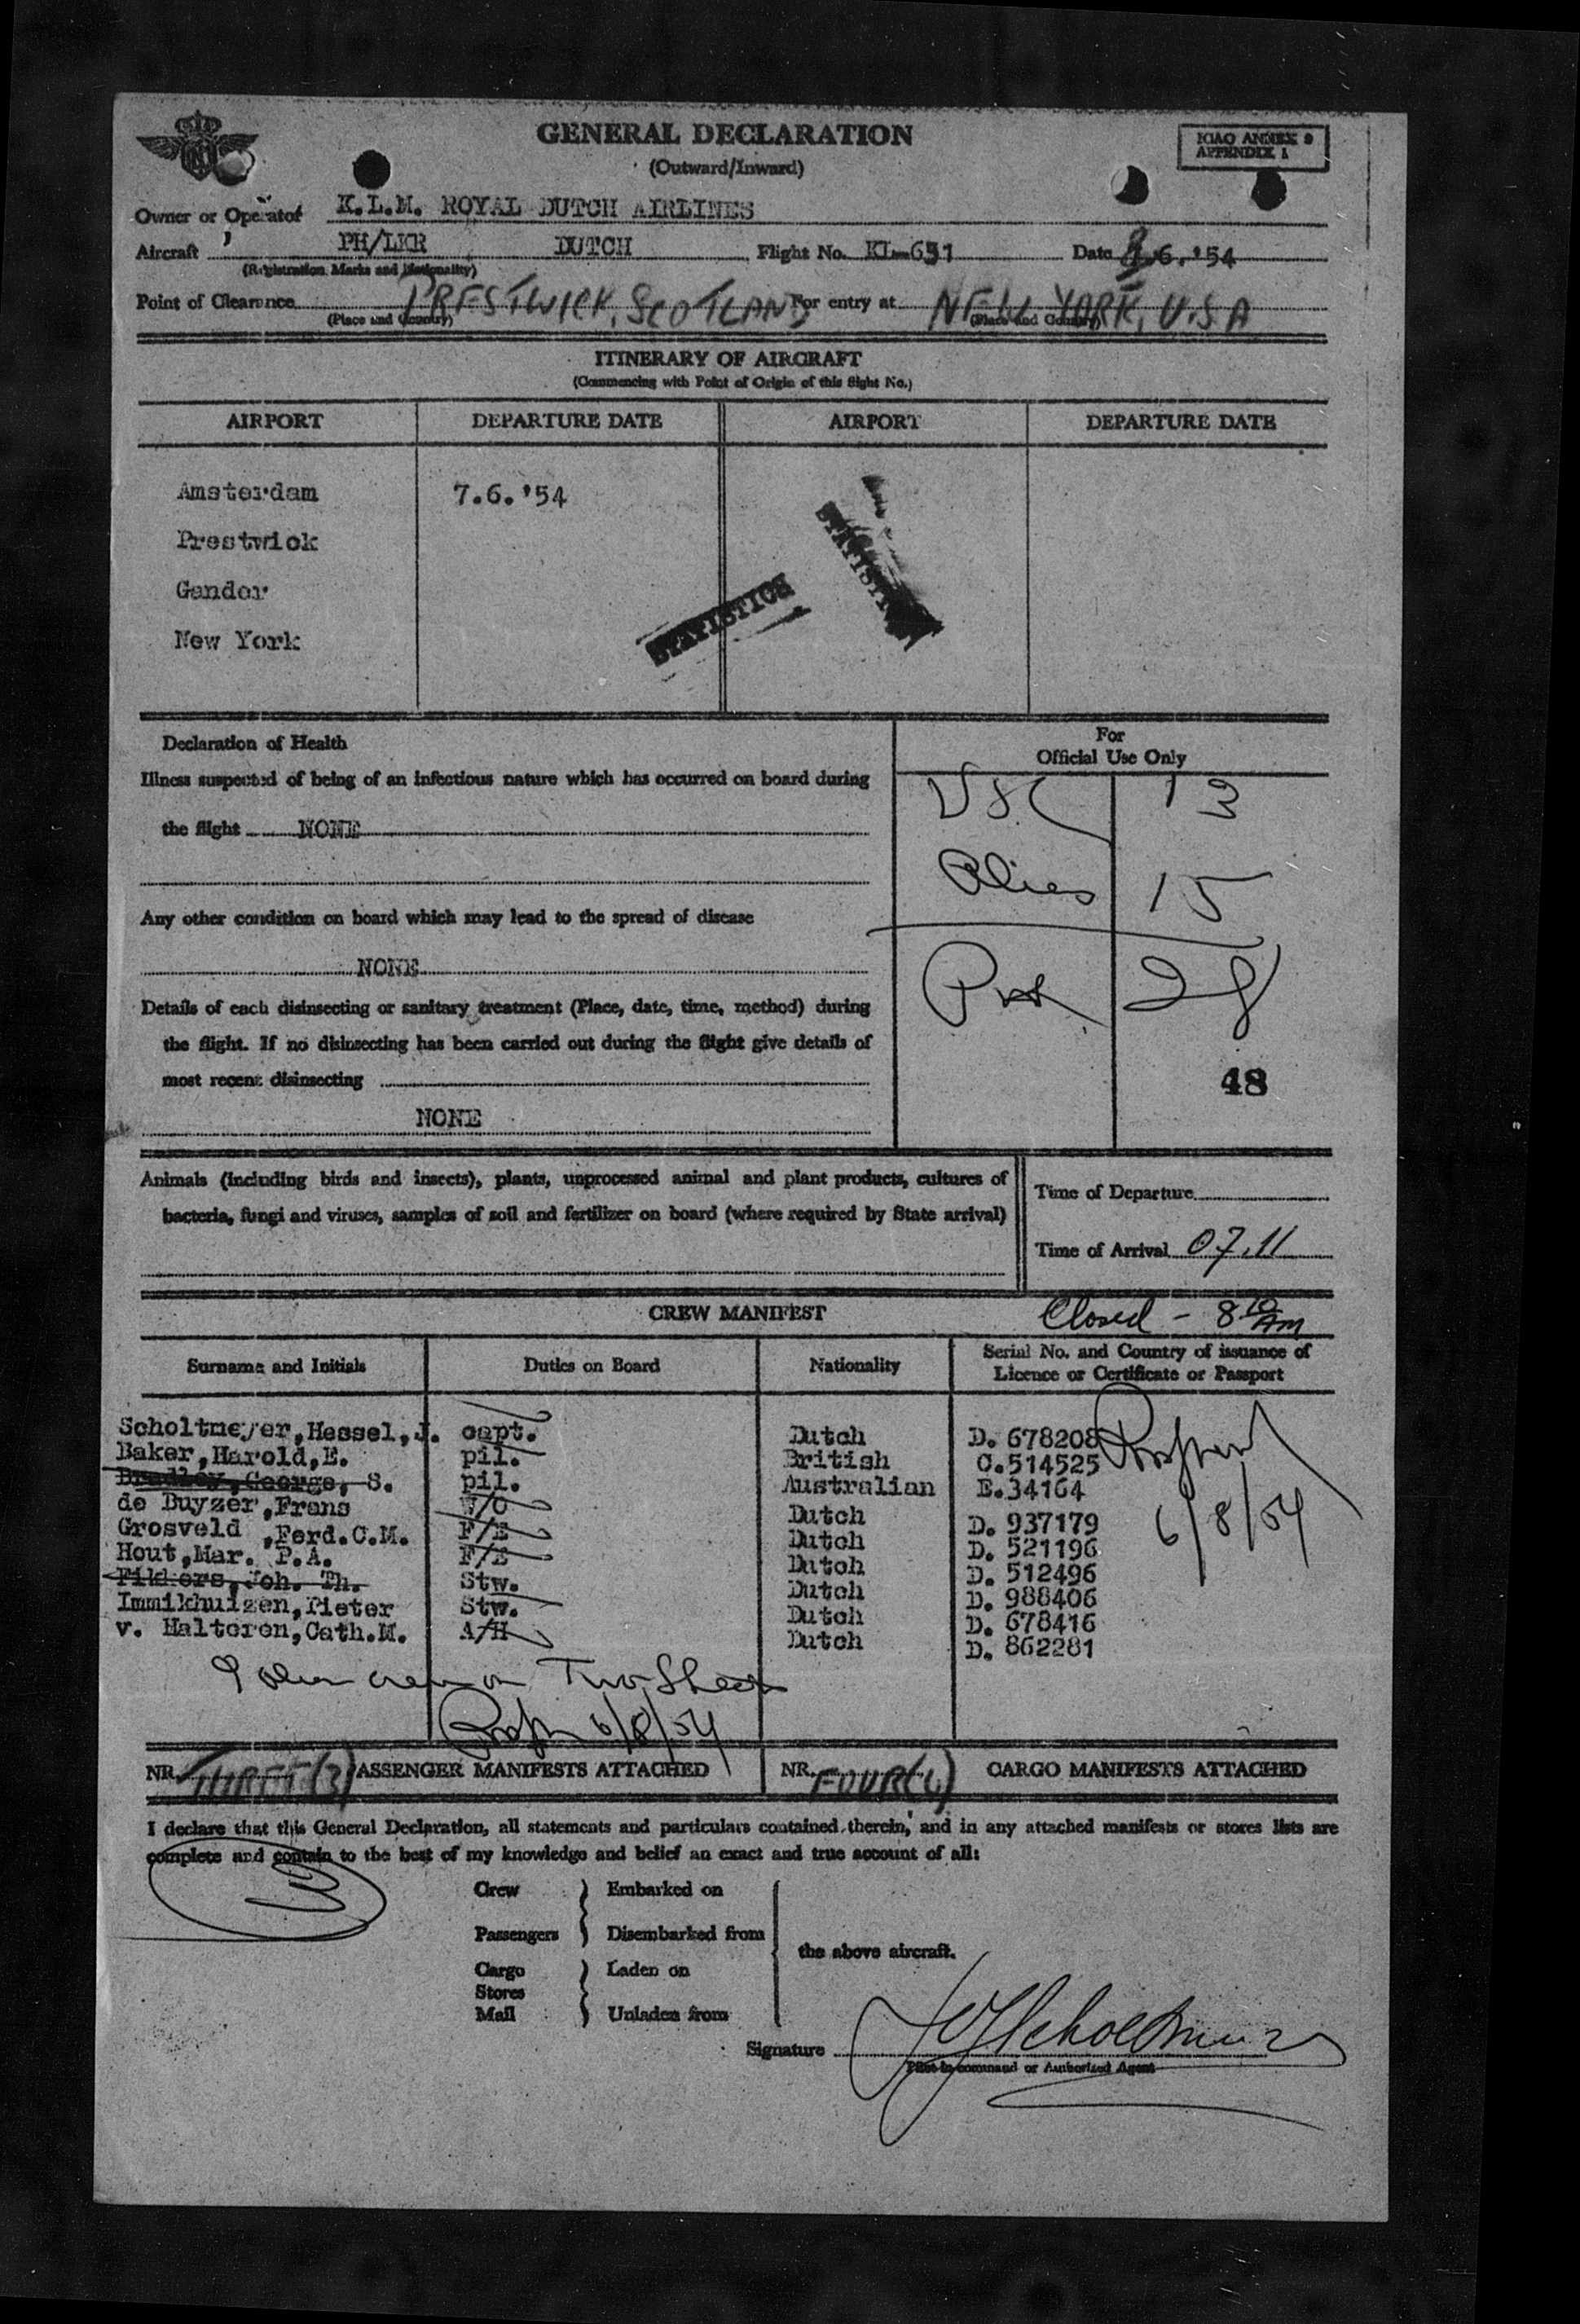 GENERAL DECLARATION
(Outward/Inward)
ICAO ANNEX 9
APPENDIX 1
Owner or Operator K.L.M. ROYAL DUTCH AIRLINES
Aircraft PH/LKR DUTCH Flight No. KL-631 Date 8.6.'54
(Registration Marks and Nationality)
Point of Clearance PRESTWICK, SCOTLAND For entry at NEW YORK, U.S.A
(Place and Country) (Place and Country)
ITINERARY OF AIRCRAFT
(Commencing with Point of Origin of this flight No.)
AIRPORT DEPARTURE DATE AIRPORT DEPARTURE DATE
Amsterdam 7.6.'54
Prestwick
Gander
New York
STATISTICS
STATISTICS
Declaration of Health
For
Official Use Only
Illness suspected of being of an infectious nature which has occurred on board during
the flight NONE
USC 13
Alien 15
28
48
Any other condition on board which may lead to the spread of disease
NONE
Details of each disinsecting or sanitary treatment (Place, date, time, method) during
the flight. If no disinsecting has been carried out during the flight give details of
most recent disinsecting
NONE
Animals (including birds and insects), plants, unprocessed animal and plant products, cultures of
bacteria, fungi and viruses, samples of soil and fertilizer on board (where required by State arrival)
Time of Departure
Time of Arrival 07.11
CREW MANIFEST
Closed - 8 10 AM
Surname and Initials Duties on Board Nationality Serial No. and Country of issuance of
Licence or Certificate or Passport
Scholtmeyer,Hessel,J. capt. Dutch D. 678208
Baker,Harold,E. pil. British C.514525
Bradley,George, S. pil. Australian E.34164
de Buyzer,Frans W/O Dutch D. 937179
Grosveld ,Ferd.C.M. F/E Dutch D. 521196
Hout,Mar. P.A. F/E Dutch D. 512496
Fikkers,Joh. Th. Stw. Dutch D. 988406
Immikhuizen,Pieter Stw. Dutch D. 678416
v. Halteren,Cath.M. A/H Dutch D. 862281
6/8/54
9 alien crew on Two Sheets
6/8/54
NR. THREE (3) PASSENGER MANIFESTS ATTACHED NR. FOUR (4) CARGO MANIFESTS ATTACHED
I declare that this General Declaration, all statements and particulars contained therein, and in any attached manifests or stores lists are
complete and contain to the best of my knowledge and belief an exact and true account of all:
Crew Embarked on
Passengers Disembarked from
the above aircraft.
Cargo Laden on
Stores
Mail Unladen from
Signature HJScholtmeyer
Pilot in command or Authorized Agent